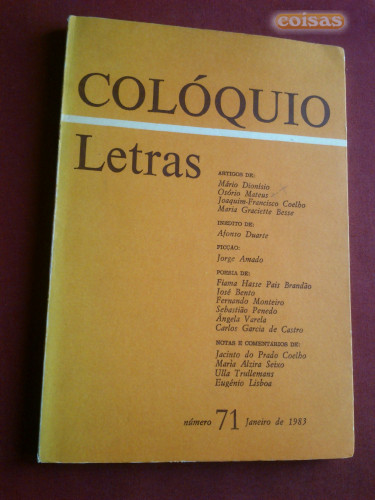 coisas
COLÓQUIO
Letras
ARTIGOS DE:
Mário Dionísio
Osório Mateus
Joaquim-Francisco Coelho
Maria Graciette Besse
INÉDITO DE:
Afonso Duarte
FICÇÃO:
Jorge Amado
POESIA DE:
Fiama Hasse Pais Brandão
José Bento
Fernando Monteiro
Sebastião Penedo
Ângela Varela
Carlos Garcia de Castro
NOTAS E COMENTÁRIOS DE:
Jacinto do Prado Coelho
Maria Alzira Seixo
Ulla Trullemans
Eugénio Lisboa
número 71 Janeiro de 1983